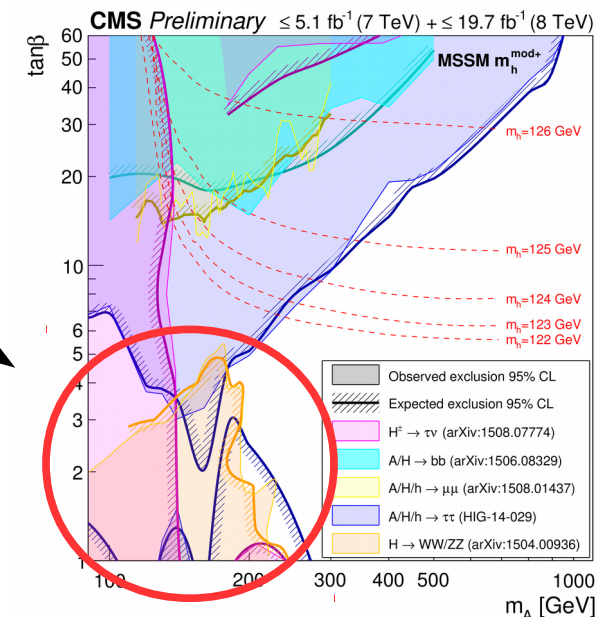 CMS Preliminary ≤ 5.1 fb⁻¹ (7 TeV) + ≤ 19.7 fb⁻¹ (8 TeV)
tanβ
60
50
40
30
20
10
6
5
4
3
2
1
MSSM m_h^mod+
m_h=126 GeV
m_h=125 GeV
m_h=124 GeV
m_h=123 GeV
m_h=122 GeV
Observed exclusion 95% CL
Expected exclusion 95% CL
H± → τν (arXiv:1508.07774)
A/H → bb (arXiv:1506.08329)
A/H/h → μμ (arXiv:1508.01437)
A/H/h → ττ (HIG-14-029)
H → WW/ZZ (arXiv:1504.00936)
100 200 300 400 500 1000
m_A [GeV]